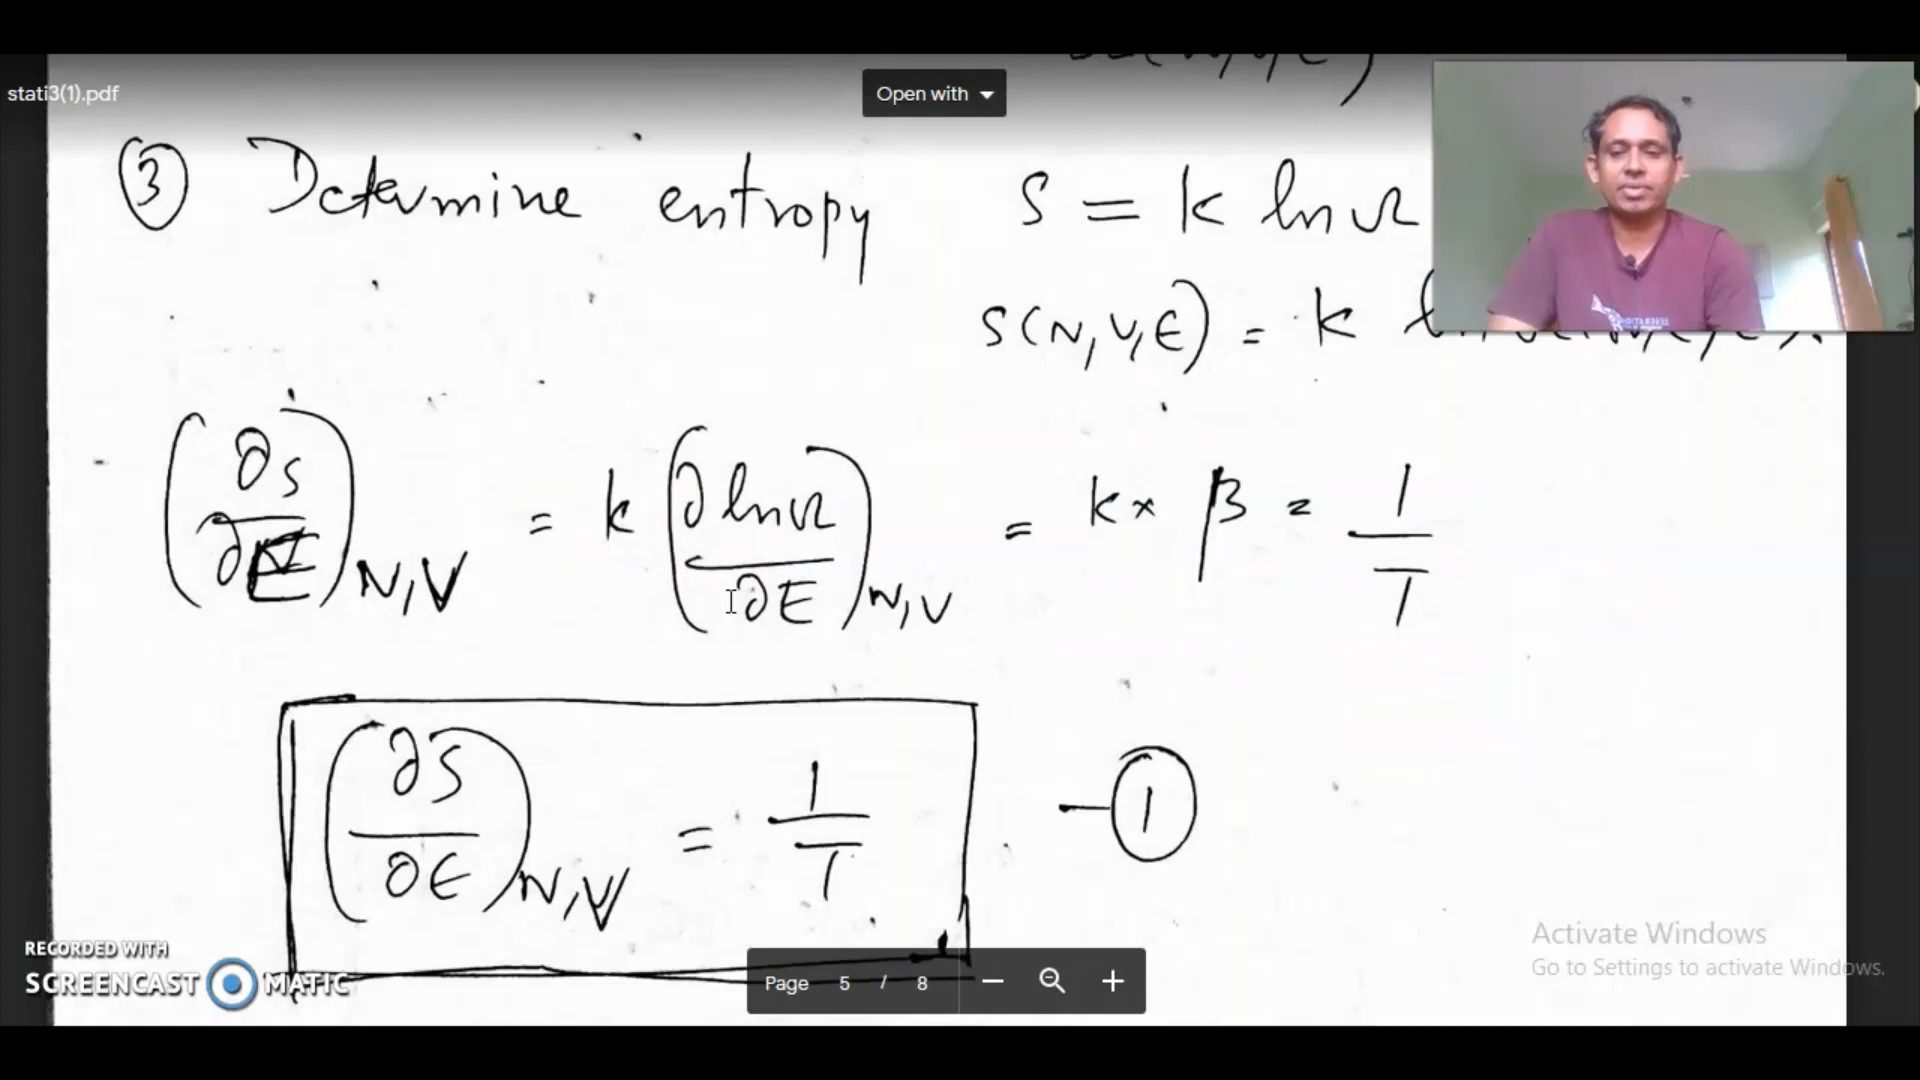 stati3(1).pdf
Open with
③ Determine entropy S = k ln Ω
S(N,V,E) = k
(∂S/∂E)N,V = k (∂lnΩ/∂E)N,V = k × β = 1/T
(∂S/∂E)N,V = 1/T —①
Activate Windows
Go to Settings to activate Windows.
RECORDED WITH
SCREENCAST MATIC
Page 5 / 8